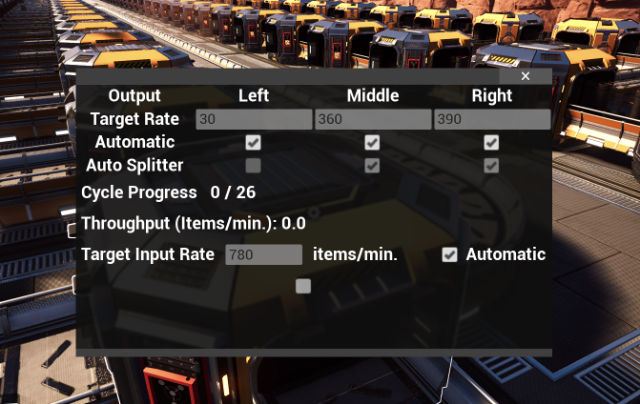 Output Left Middle Right
Target Rate 30 360 390
Automatic
Auto Splitter
Cycle Progress 0 / 26
Throughput (Items/min.): 0.0
Target Input Rate 780 items/min. Automatic